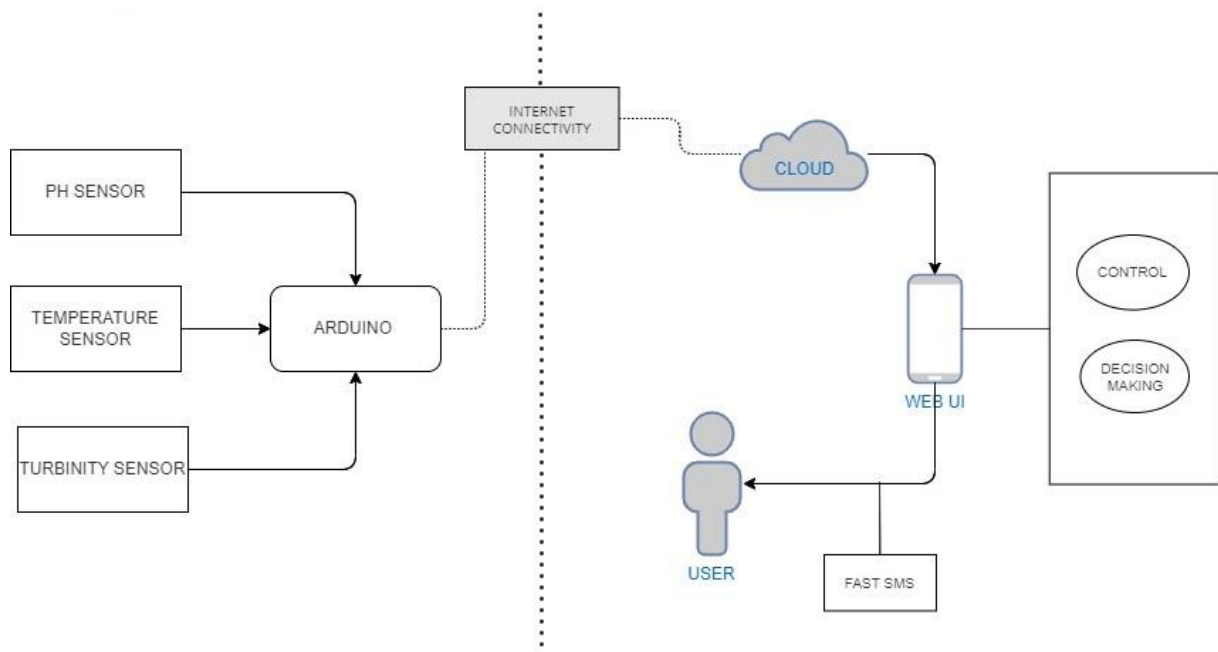 INTERNET
CONNECTIVITY
CLOUD
PH SENSOR
CONTROL
TEMPERATURE
SENSOR
ARDUINO
DECISION
MAKING
WEB UI
TURBINITY SENSOR
USER
FAST SMS